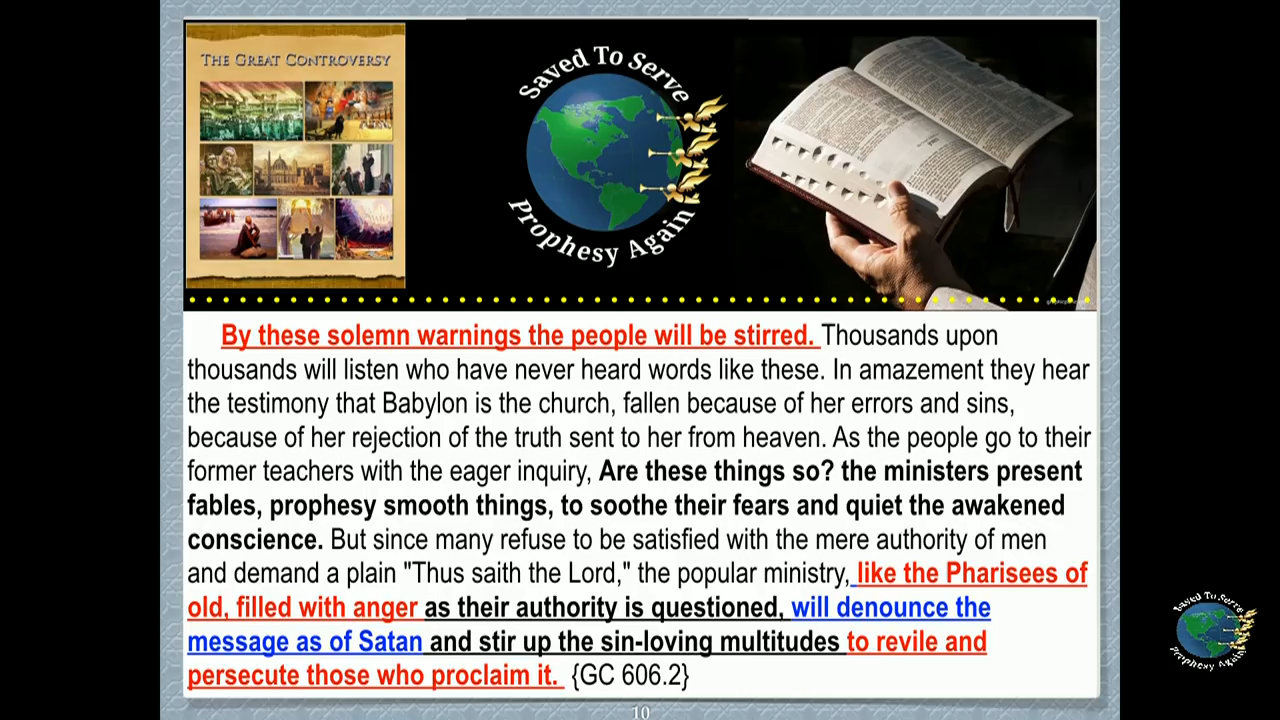 THE GREAT CONTROVERSY
Saved To Serve
Prophesy Again
By these solemn warnings the people will be stirred. Thousands upon
thousands will listen who have never heard words like these. In amazement they hear
the testimony that Babylon is the church, fallen because of her errors and sins,
because of her rejection of the truth sent to her from heaven. As the people go to their
former teachers with the eager inquiry, Are these things so? the ministers present
fables, prophesy smooth things, to soothe their fears and quiet the awakened
conscience. But since many refuse to be satisfied with the mere authority of men
and demand a plain "Thus saith the Lord," the popular ministry, like the Pharisees of
old, filled with anger as their authority is questioned, will denounce the
message as of Satan and stir up the sin-loving multitudes to revile and
persecute those who proclaim it. {GC 606.2}
10
Saved To Serve
Prophesy Again